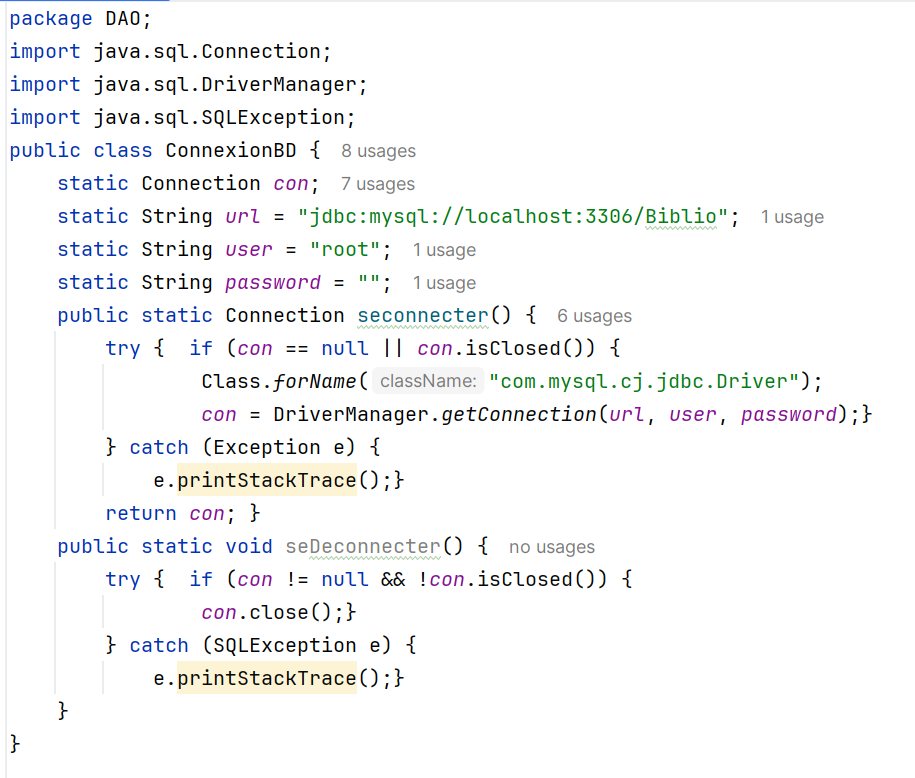 package DAO;
import java.sql.Connection;
import java.sql.DriverManager;
import java.sql.SQLException;
public class ConnexionBD { 8 usages
    static Connection con; 7 usages
    static String url = "jdbc:mysql://localhost:3306/Biblio"; 1 usage
    static String user = "root"; 1 usage
    static String password = ""; 1 usage
    public static Connection seconnecter() { 6 usages
        try {  if (con == null || con.isClosed()) {
                Class.forName( className: "com.mysql.cj.jdbc.Driver");
                con = DriverManager.getConnection(url, user, password);}
        } catch (Exception e) {
            e.printStackTrace();}
        return con; }
    public static void seDeconnecter() { no usages
        try {  if (con != null && !con.isClosed()) {
                con.close();}
        } catch (SQLException e) {
            e.printStackTrace();}
    }
}